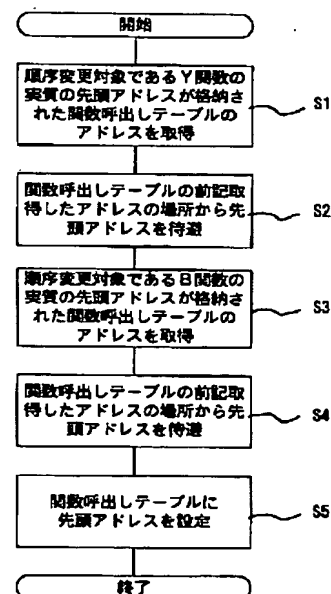 開始
順序変更対象であるY関数の
実質の先頭アドレスが格納さ
れた関数呼出しテーブルの
アドレスを取得
S1
関数呼出しテーブルの前記取
得したアドレスの場所から先
頭アドレスを待避
S2
順序変更対象であるB関数の
実質の先頭アドレスが格納さ
れた関数呼出しテーブルの
アドレスを取得
S3
関数呼出しテーブルの前記取
得したアドレスの場所から先
頭アドレスを待避
S4
関数呼出しテーブルに
先頭アドレスを設定
S5
終了